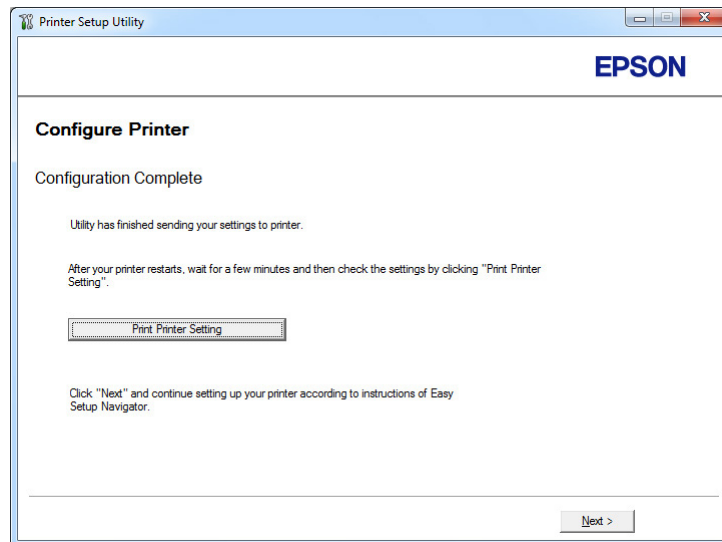 Printer Setup Utility
EPSON
Configure Printer
Configuration Complete
Utility has finished sending your settings to printer.
After your printer restarts, wait for a few minutes and then check the settings by clicking "Print Printer
Setting".
Print Printer Setting
Click "Next" and continue setting up your printer according to instructions of Easy
Setup Navigator.
Next >